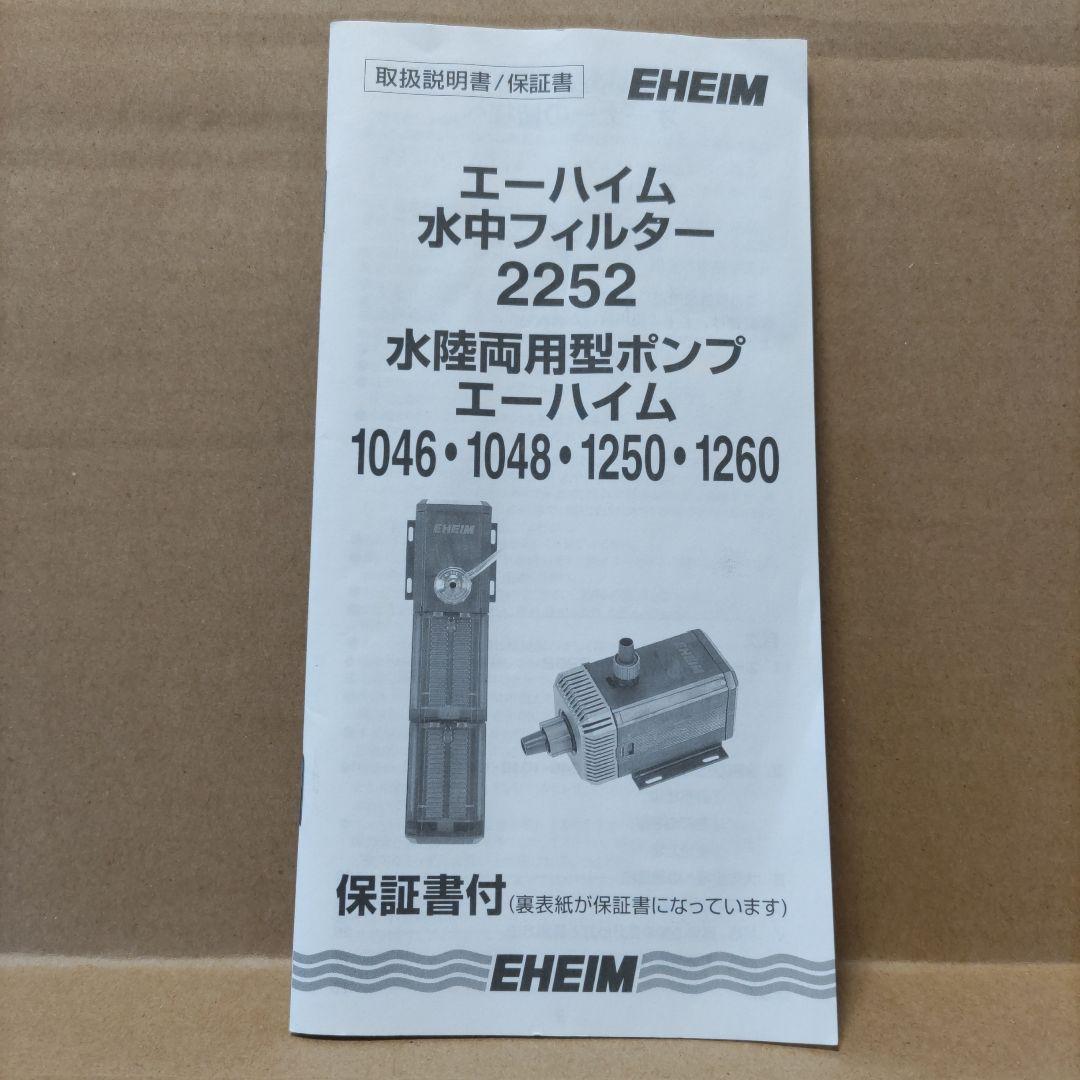 取扱説明書/保証書
EHEIM
エーハイム
水中フィルター
2252
水陸両用型ポンプ
エーハイム
1046・1048・1250・1260
EHEIM
EHEIM
保証書付(裏表紙が保証書になっています)
EHEIM